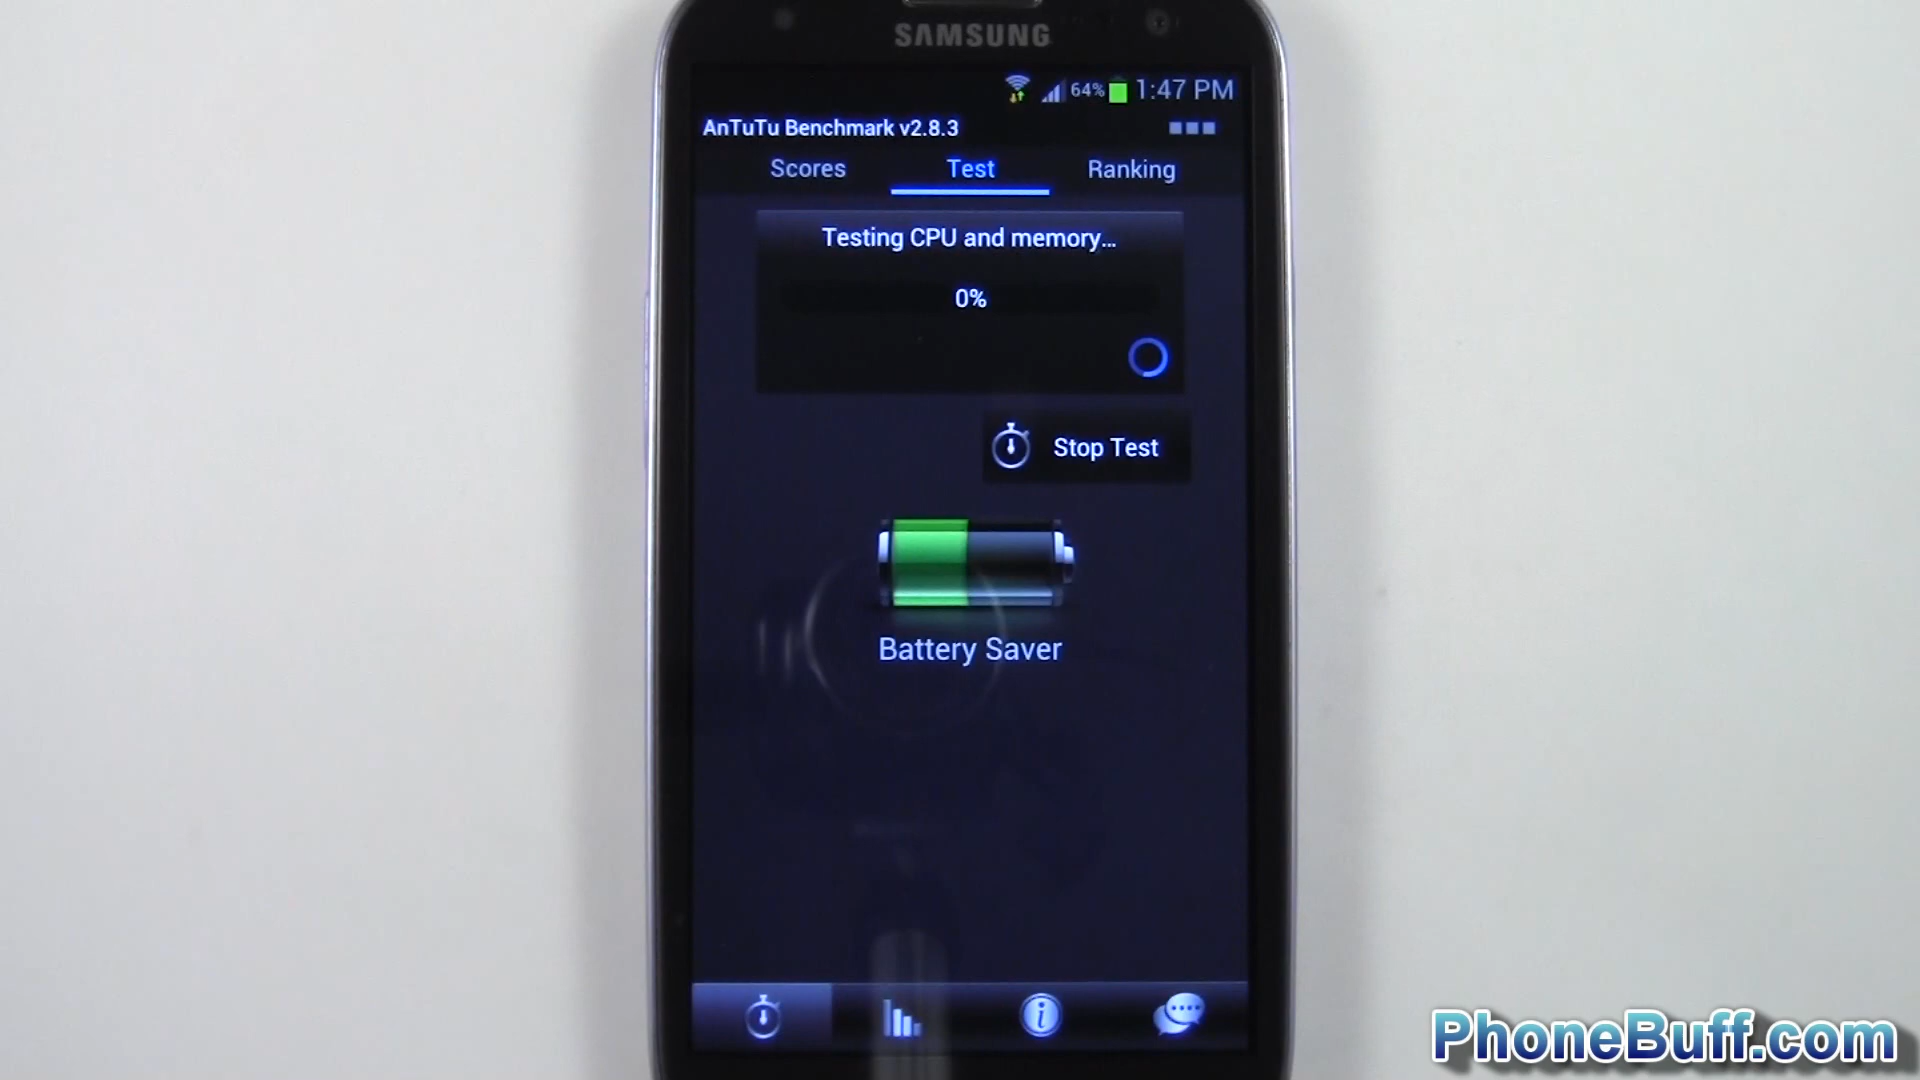 SAMSUNG
64% 1:47 PM
AnTuTu Benchmark v2.8.3
Scores Test Ranking
Testing CPU and memory...
0%
Stop Test
Battery Saver
PhoneBuff.com